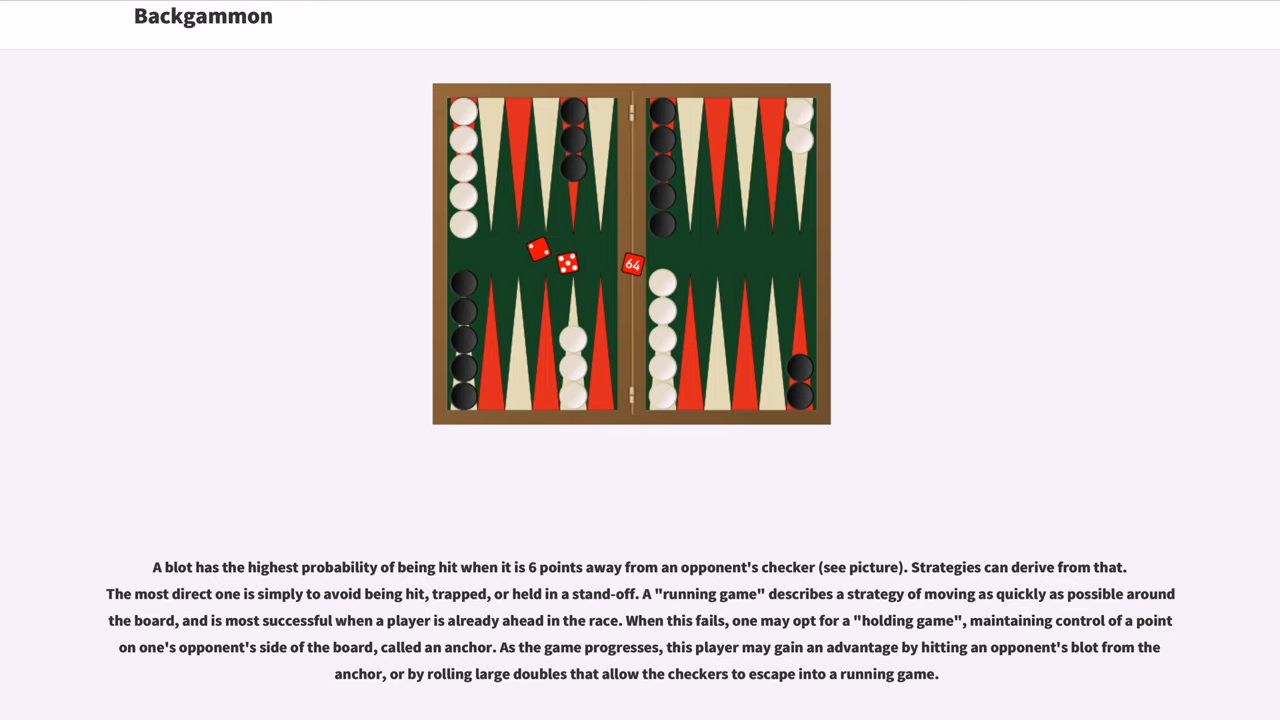 Backgammon
64
A blot has the highest probability of being hit when it is 6 points away from an opponent's checker (see picture). Strategies can derive from that.
The most direct one is simply to avoid being hit, trapped, or held in a stand-off. A "running game" describes a strategy of moving as quickly as possible around
the board, and is most successful when a player is already ahead in the race. When this fails, one may opt for a "holding game", maintaining control of a point
on one's opponent's side of the board, called an anchor. As the game progresses, this player may gain an advantage by hitting an opponent's blot from the
anchor, or by rolling large doubles that allow the checkers to escape into a running game.